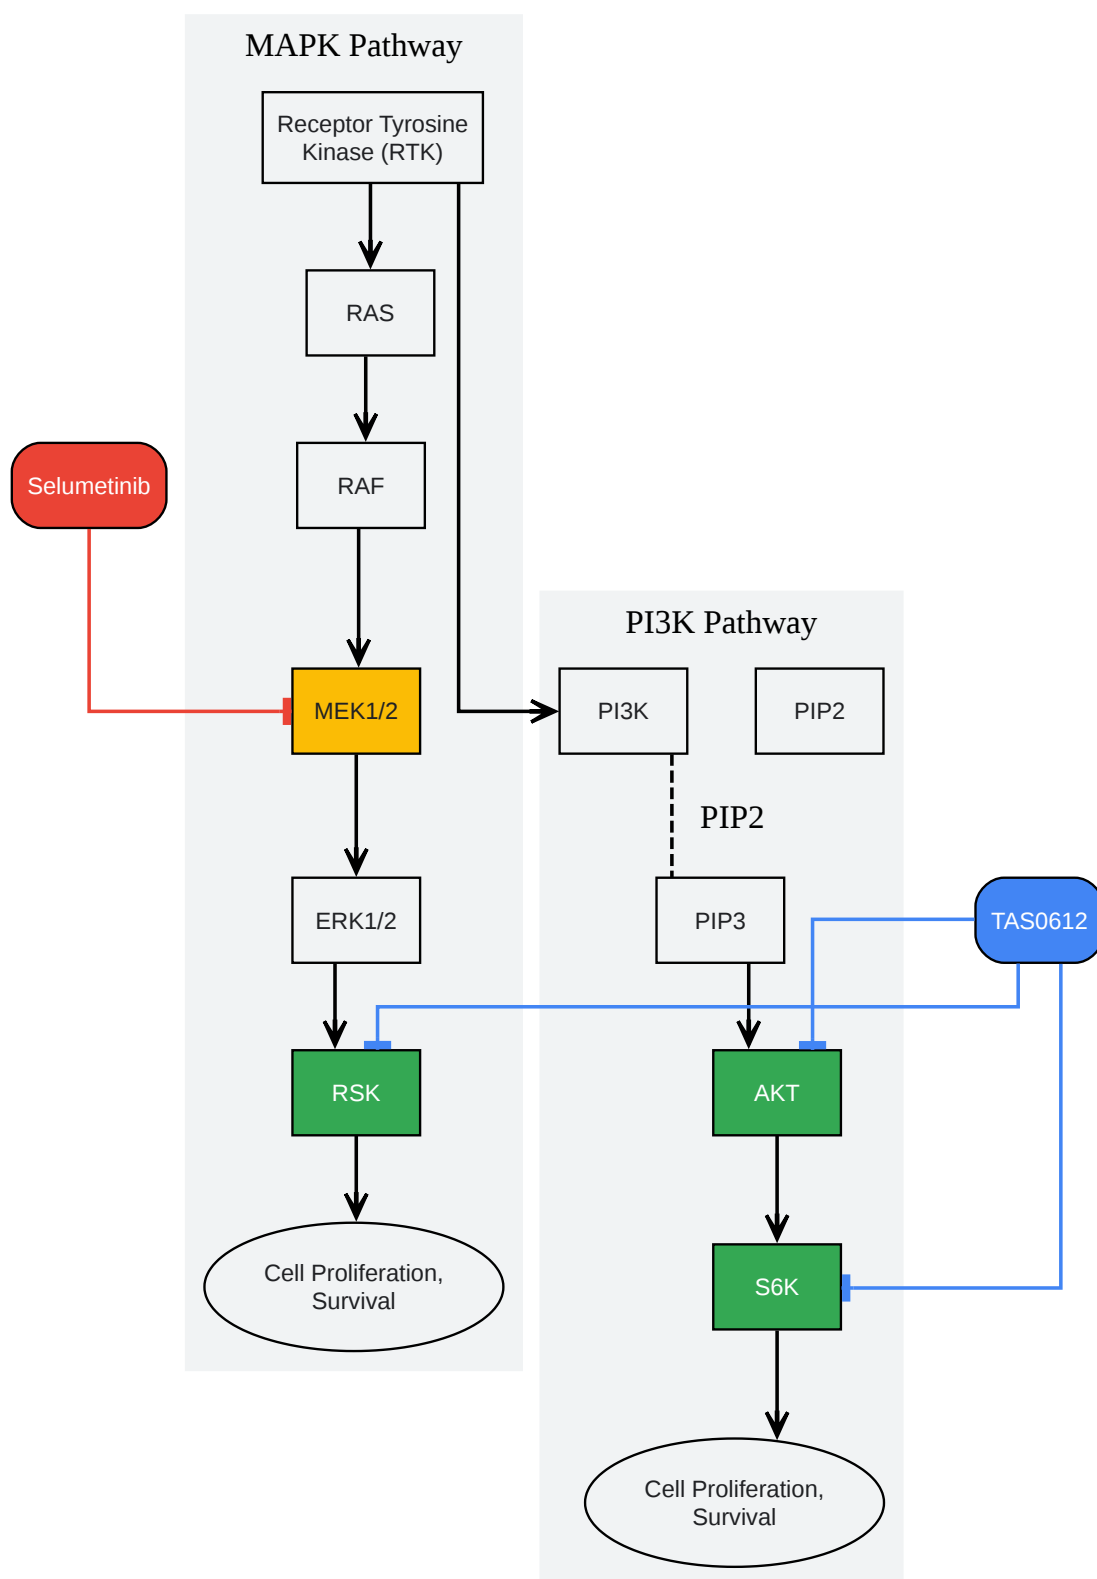 MAPK Pathway
Receptor Tyrosine
Kinase (RTK)
RAS
RAF
Selumetinib
MEK1/2
ERK1/2
RSK
Cell Proliferation,
Survival
PI3K Pathway
PI3K
PIP2
PIP2
PIP3
TAS0612
AKT
S6K
Cell Proliferation,
Survival